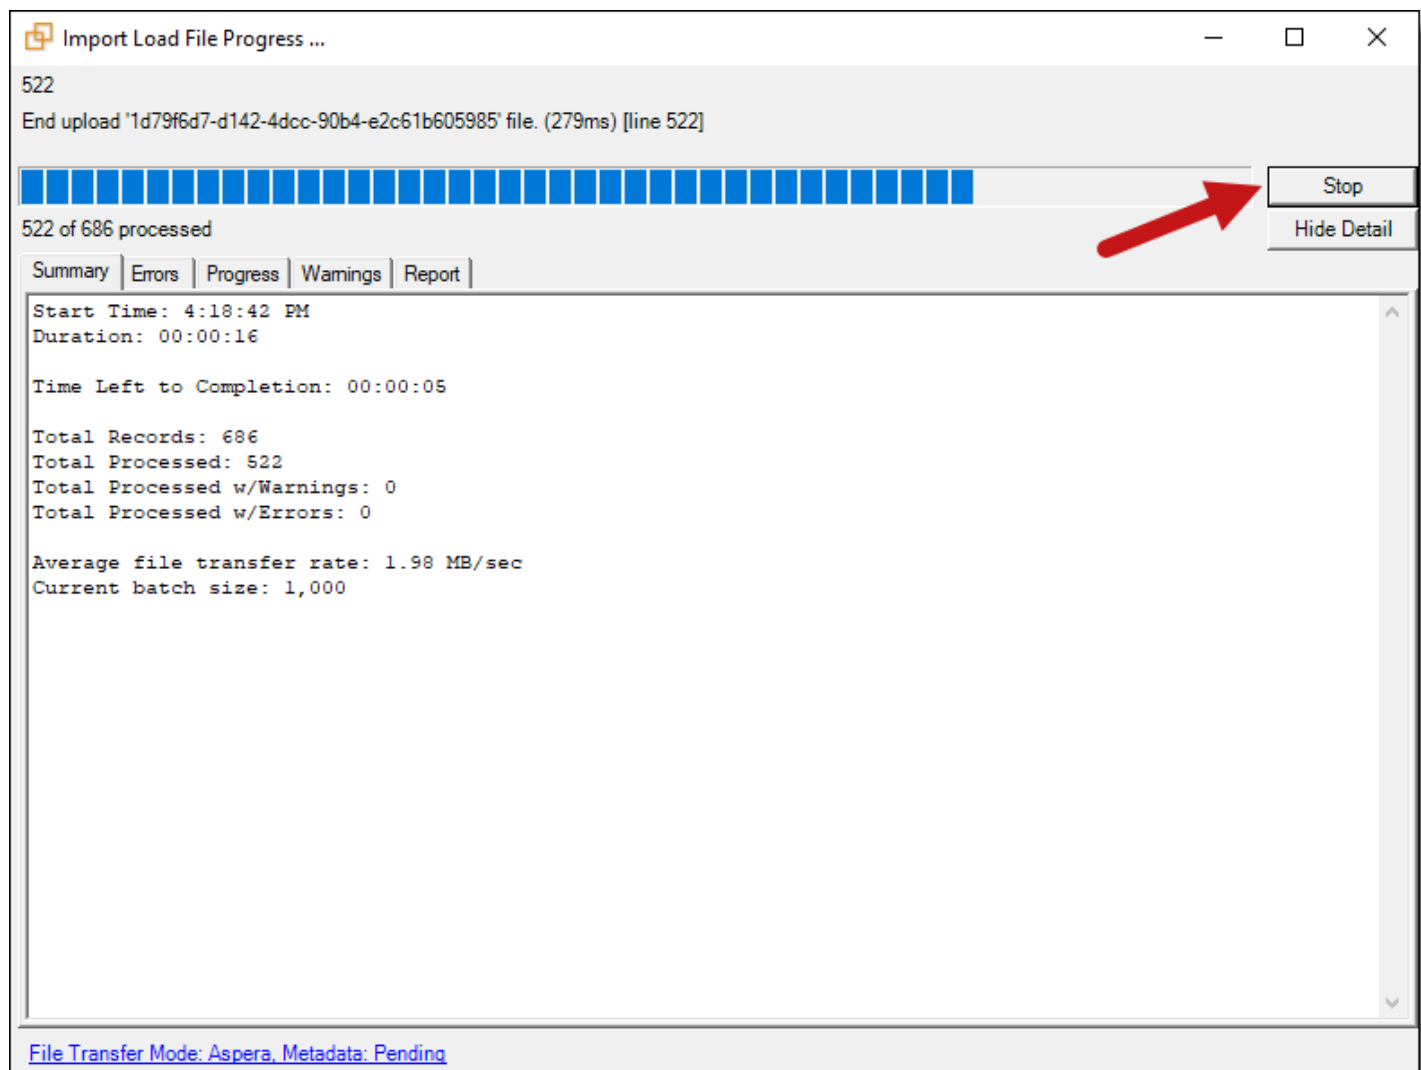 Import Load File Progress ...
522
End upload '1d79f6d7-d142-4dcc-90b4-e2c61b605985' file. (279ms) [line 522]
Stop
522 of 686 processed
Hide Detail
Summary Errors Progress Warnings Report
Start Time: 4:18:42 PM
Duration: 00:00:16
Time Left to Completion: 00:00:05
Total Records: 686
Total Processed: 522
Total Processed w/Warnings: 0
Total Processed w/Errors: 0
Average file transfer rate: 1.98 MB/sec
Current batch size: 1,000
File Transfer Mode: Aspera, Metadata: Pending